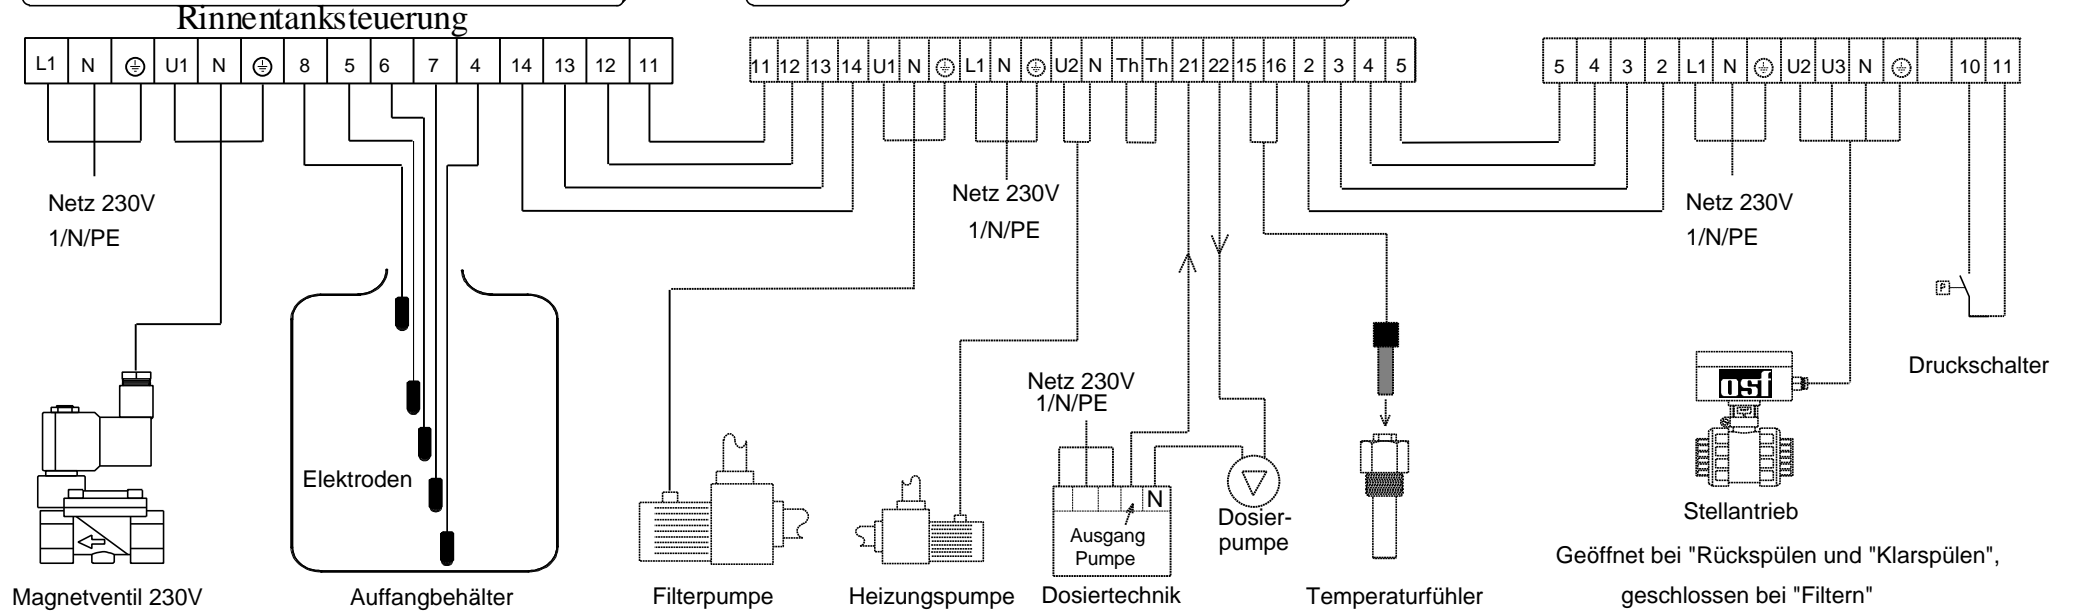 Rinnentanksteuerung
L1 N U1 N 8 5 6 7 4 14 13 12 11
11 12 13 14 U1 N L1 N U2 N Th Th 21 22 15 16 2 3 4 5
5 4 3 2 L1 N U2 U3 N 10 11
Netz 230V
1/N/PE
Netz 230V
1/N/PE
Netz 230V
1/N/PE
P
Druckschalter
osf
Netz 230V
1/N/PE
Elektroden
N
Ausgang
Pumpe
Dosier-
pumpe
Stellantrieb
Geöffnet bei "Rückspülen und "Klarspülen",
geschlossen bei "Filtern"
Magnetventil 230V
Auffangbehälter
Filterpumpe
Heizungspumpe
Dosiertechnik
Temperaturfühler